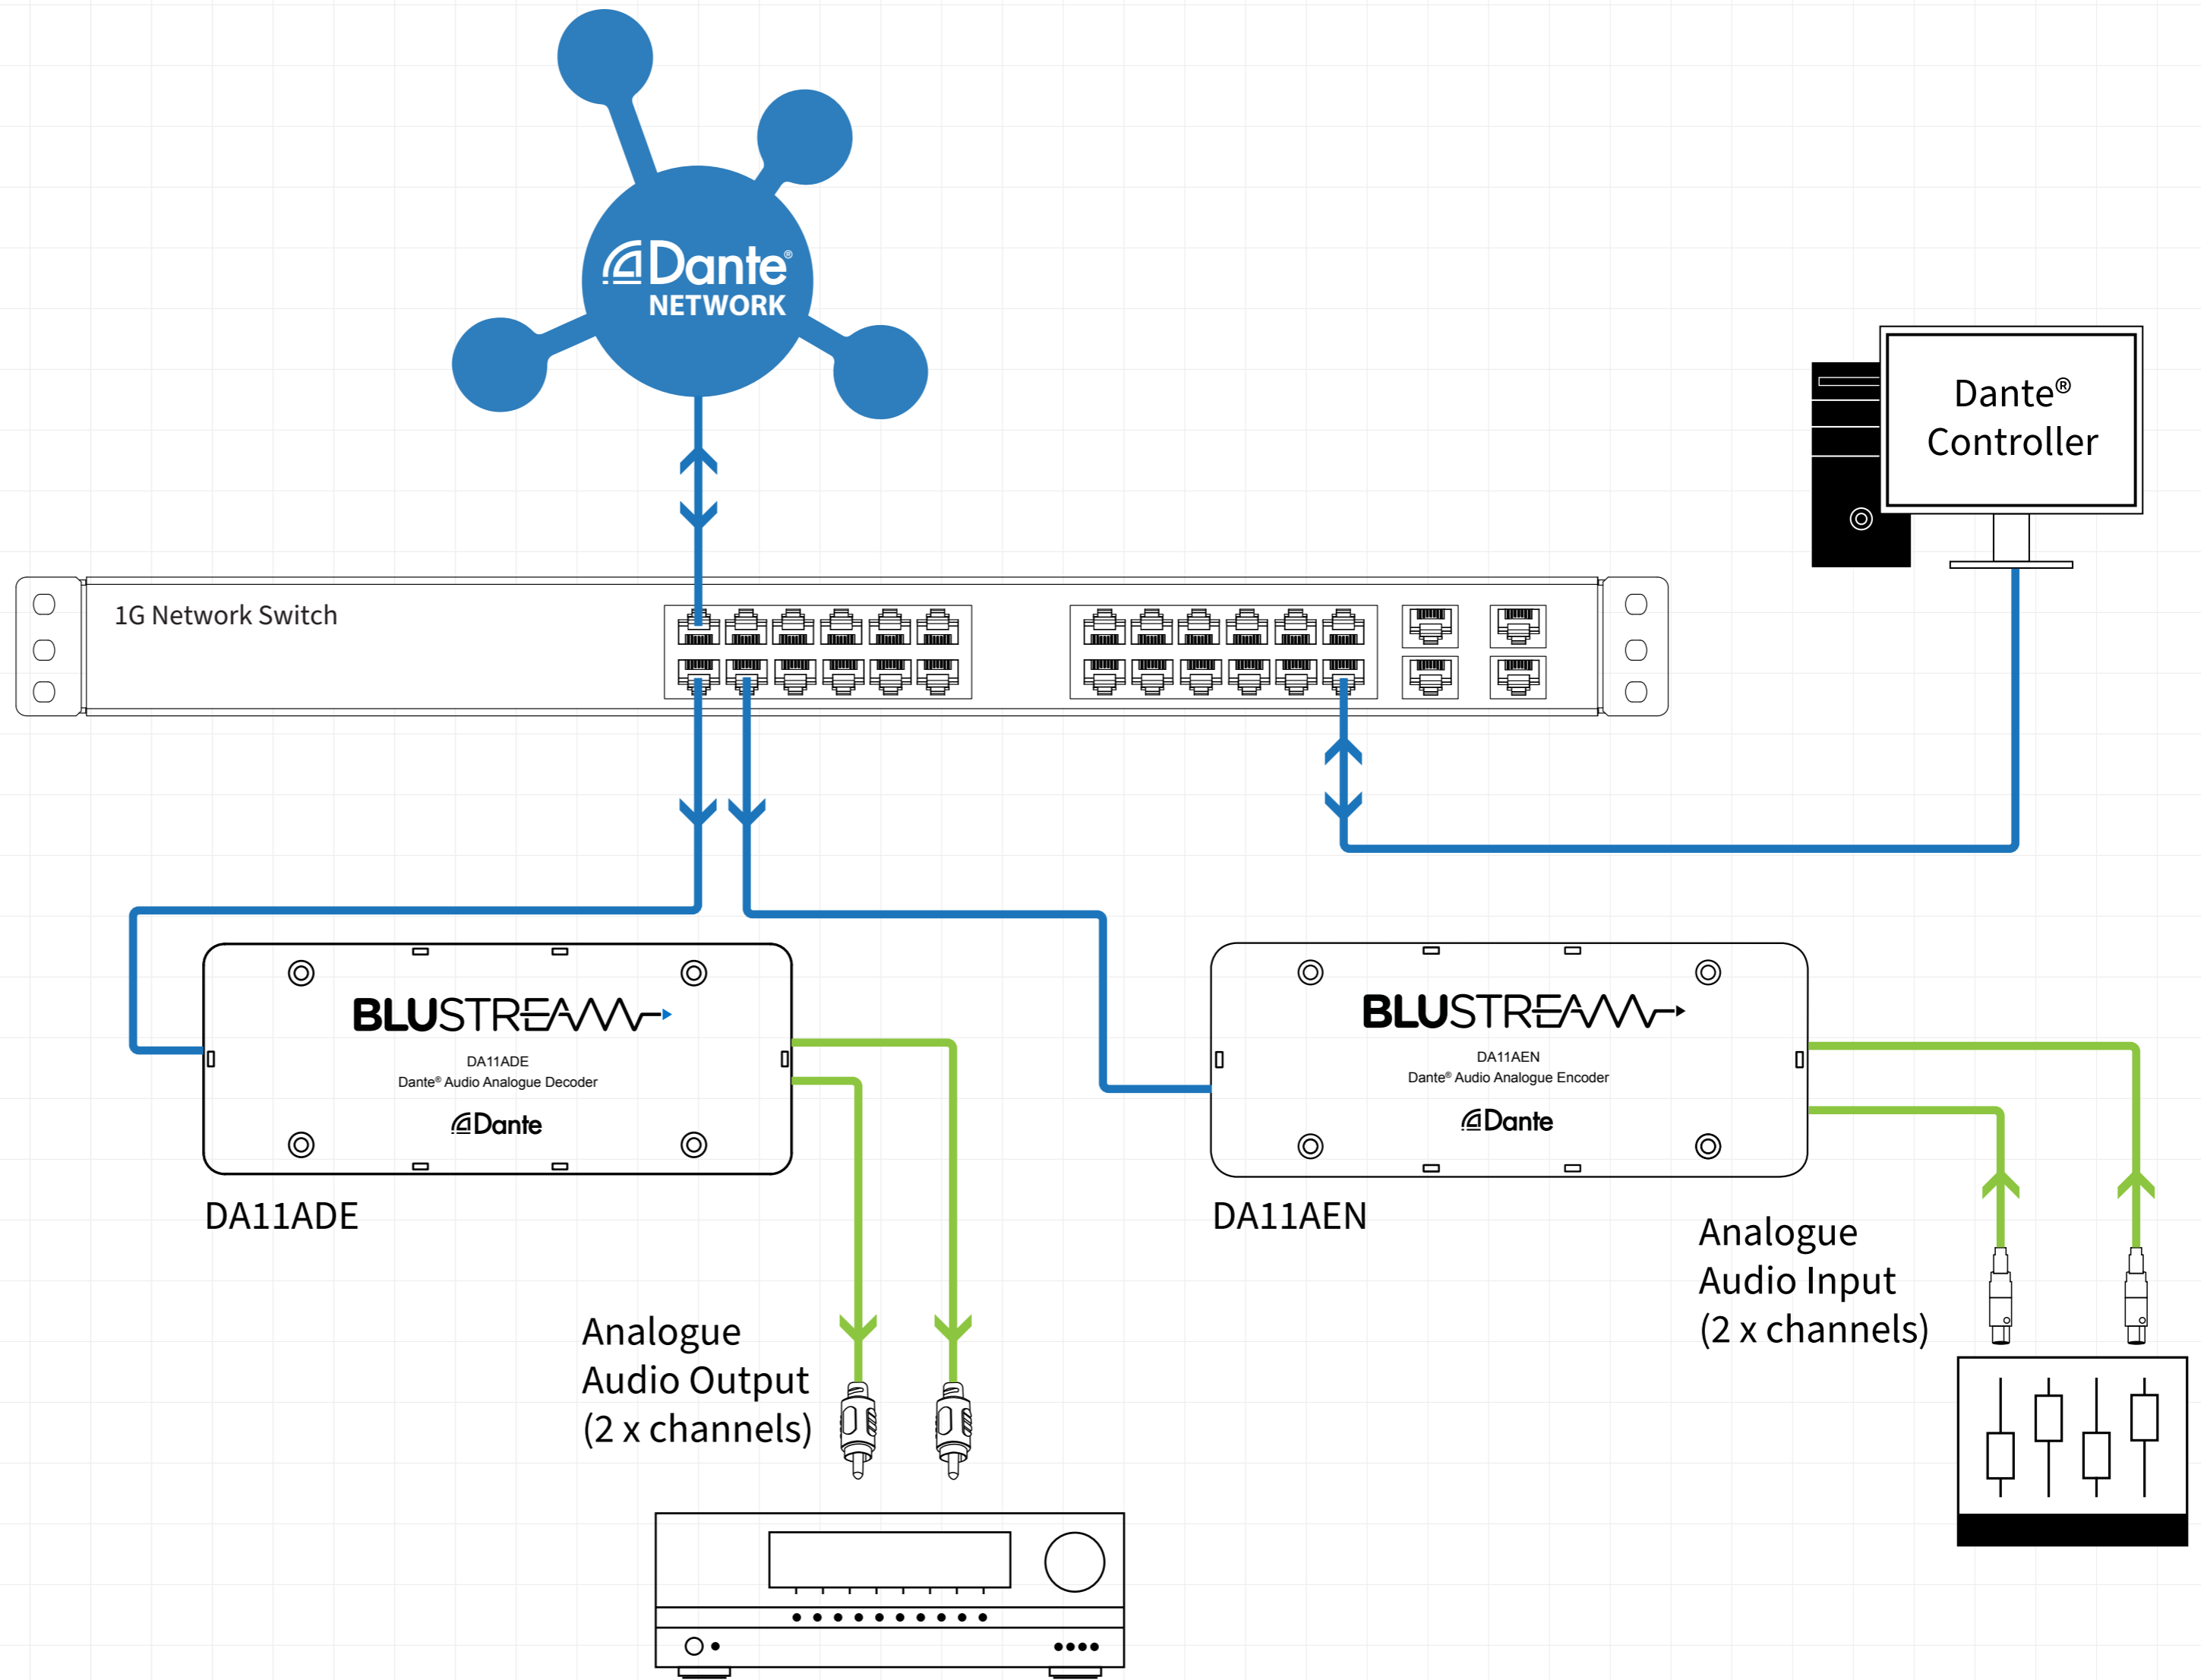 Dante®
NETWORK
Dante®
Controller
1G Network Switch
BLUSTREAM
DA11ADE
Dante® Audio Analogue Decoder
Dante
DA11ADE
BLUSTREAM
DA11AEN
Dante® Audio Analogue Encoder
Dante
DA11AEN
Analogue
Audio Input
(2 x channels)
Analogue
Audio Output
(2 x channels)